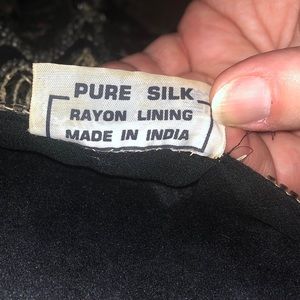 PURE SILK
RAYON LINING
MADE IN INDIA